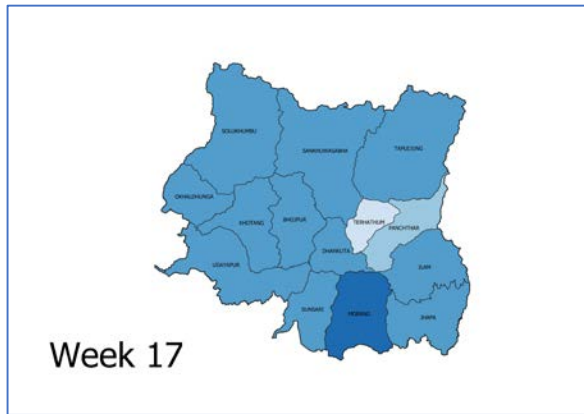 SOLUKHUMBU
SANKHUWASABHA
TAPLEJUNG
OKHALDHUNGA
KHOTANG
BHOJPUR
TERHATHUM
PANCHTHAR
DHANKUTA
UDAYAPUR
ILAM
SUNSARI
MORANG
JHAPA
Week 17